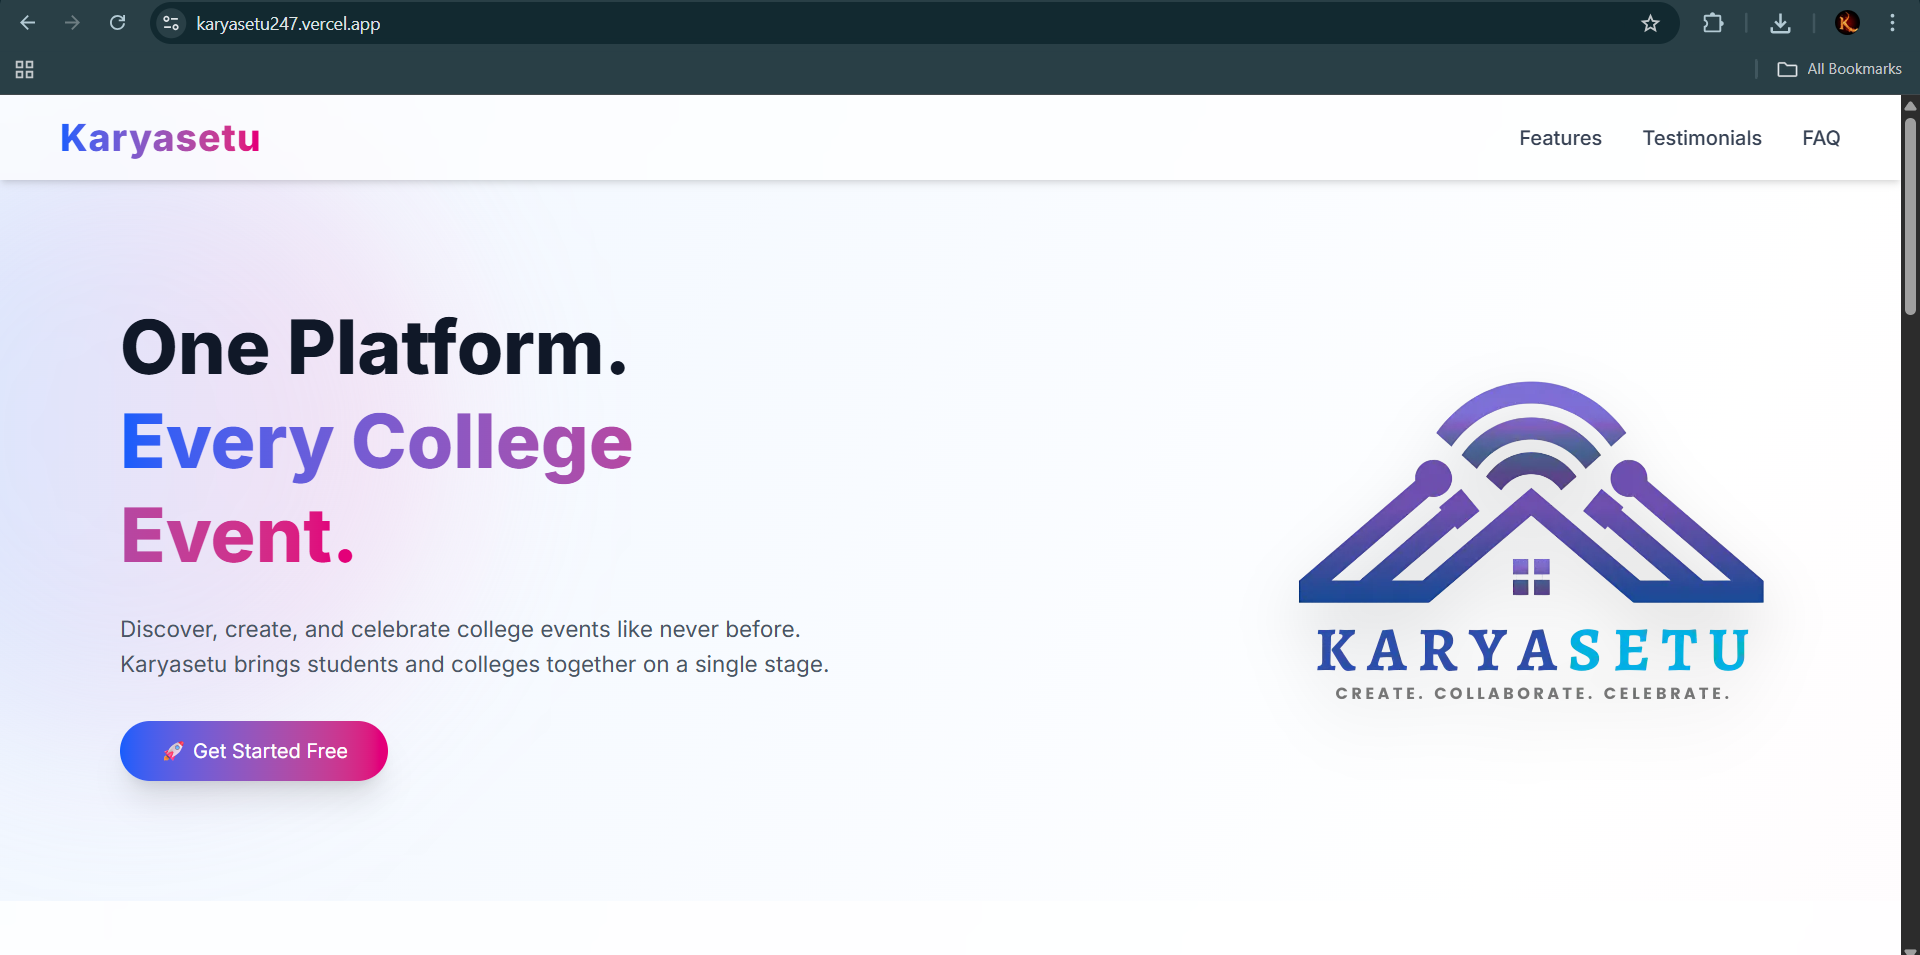 karyasetu247.vercel.app
All Bookmarks
Karyasetu
Features Testimonials FAQ
One Platform.
Every College
Event.
Discover, create, and celebrate college events like never before.
Karyasetu brings students and colleges together on a single stage.
🚀 Get Started Free
KARYASETU
CREATE. COLLABORATE. CELEBRATE.